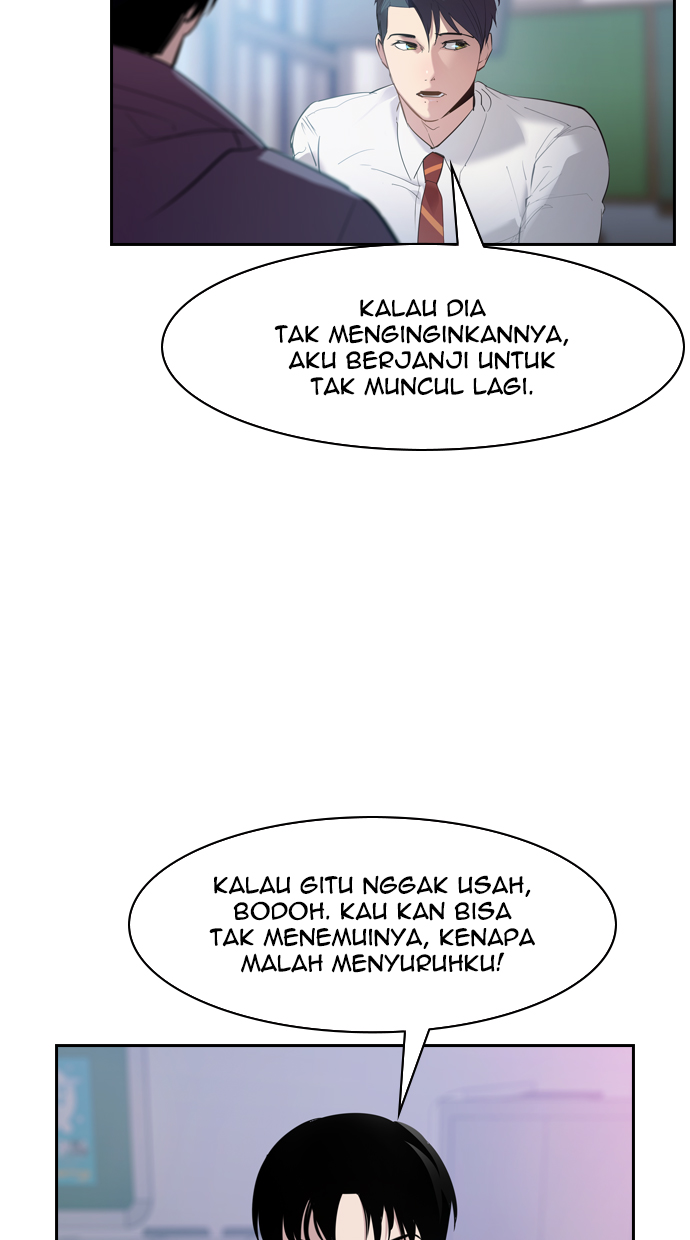 KALAU DIA
TAK MENGINGINKANNYA,
AKU BERJANJI UNTUK
TAK MUNCUL LAGI.
KALAU GITU NGGAK USAH,
BODOH. KAU KAN BISA
TAK MENEMUINYA, KENAPA
MALAH MENYURUHKU!